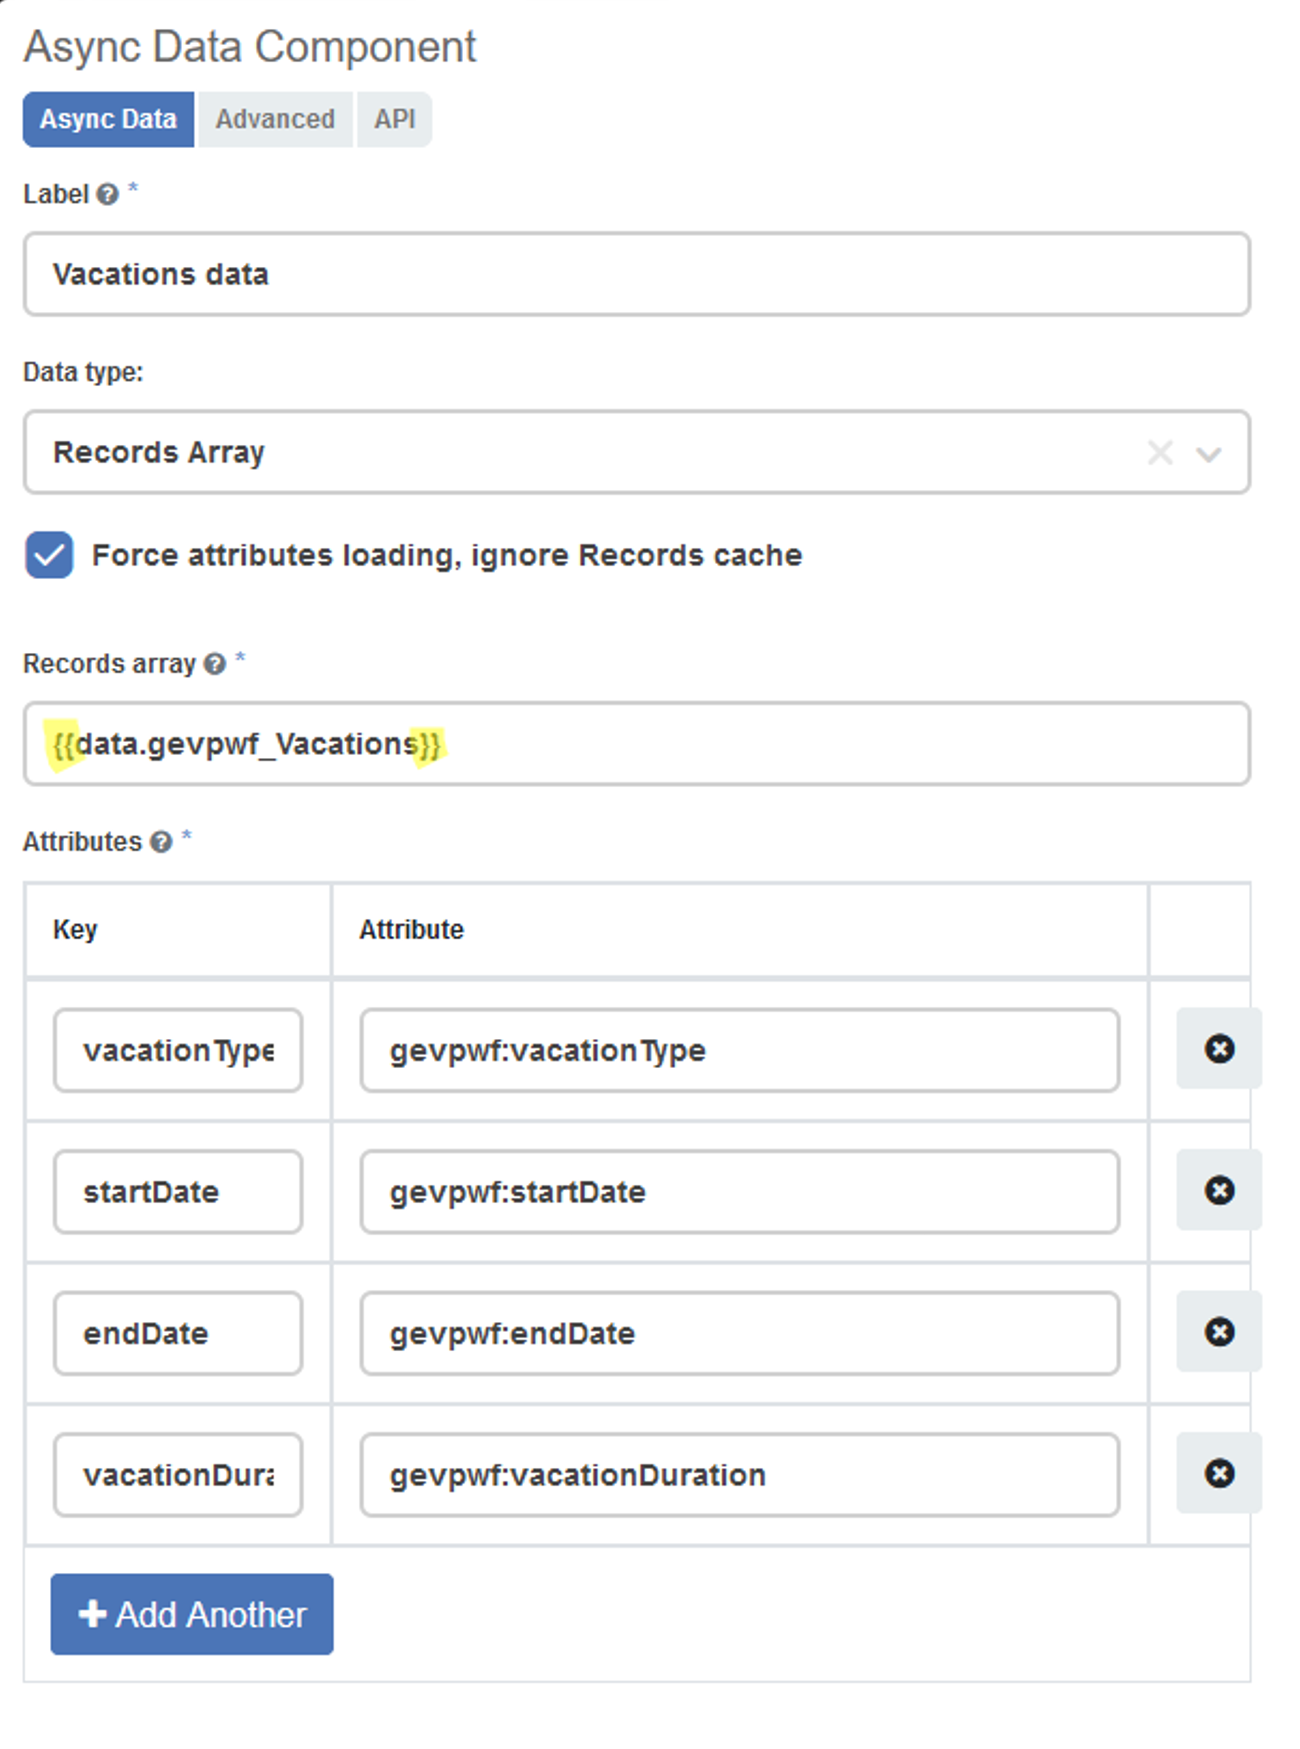 Async Data Component
Async Data Advanced API
Label *
Vacations data
Data type:
Records Array
Force attributes loading, ignore Records cache
Records array *
{{data.gevpwf_Vacations}}
Attributes *
Key Attribute
vacationType gevpwf:vacationType
startDate gevpwf:startDate
endDate gevpwf:endDate
vacationDura gevpwf:vacationDuration
Add Another